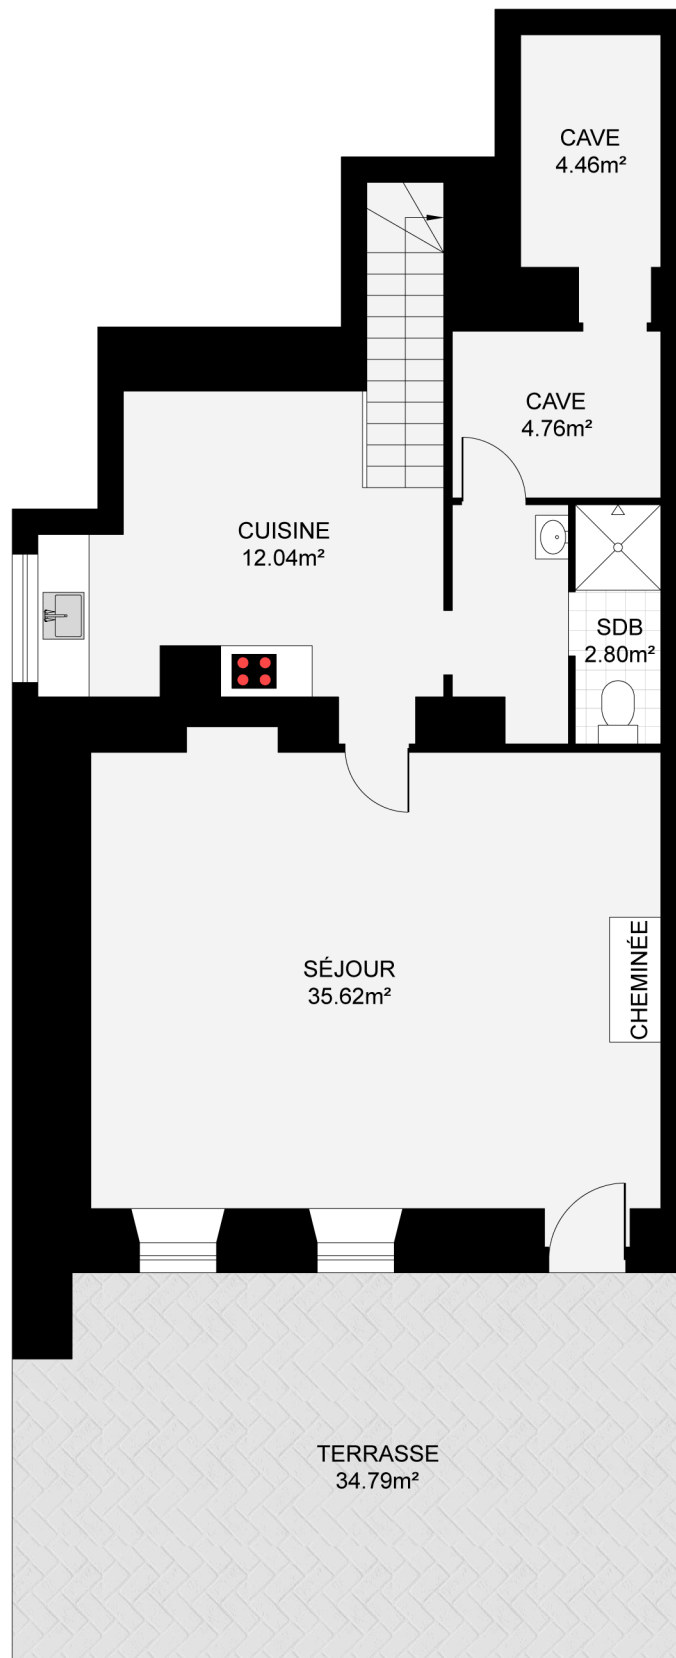 CAVE
4.46m²
CAVE
4.76m²
CUISINE
12.04m²
SDB
2.80m²
SÉJOUR
35.62m²
CHEMINÉE
TERRASSE
34.79m²